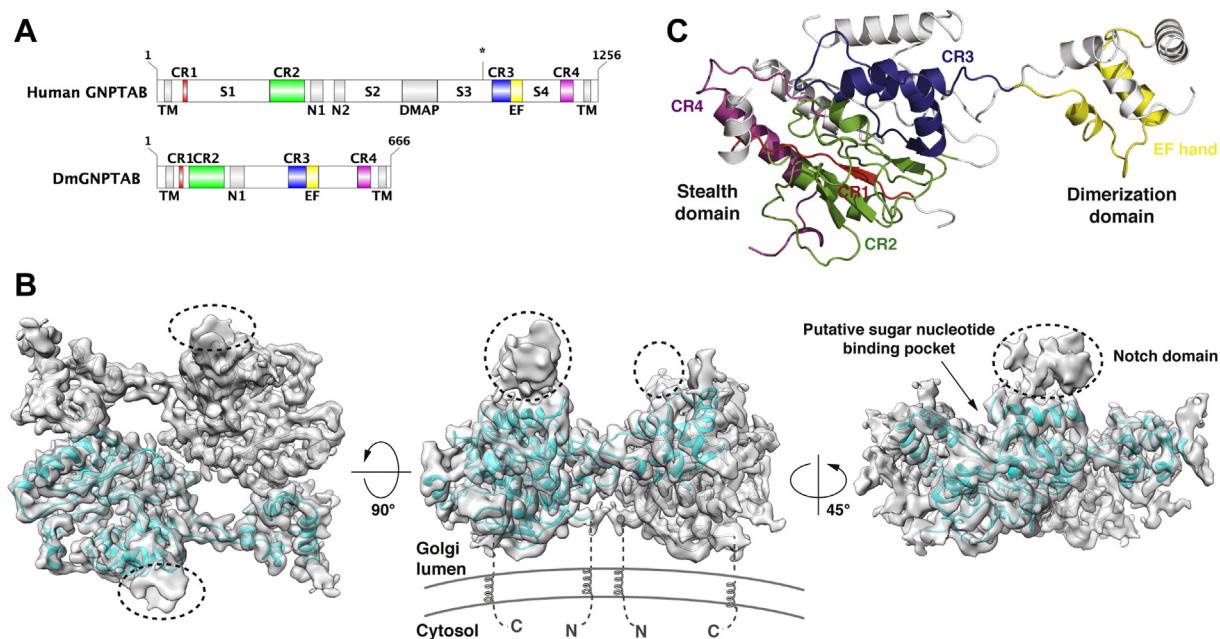 A
1
*
1256
CR1
CR2
CR3
CR4
Human GNPTAB
S1
S2
S3
S4
TM
N1
N2
DMAP
EF
TM
1
666
CR1CR2
CR3
CR4
DmGNPTAB
TM
N1
EF
TM
C
CR3
CR4
EF hand
CR1
Stealth
domain
Dimerization
domain
CR2
B
Putative sugar nucleotide
binding pocket
Notch domain
90°
45°
Golgi
lumen
Cytosol
C
N
N
C